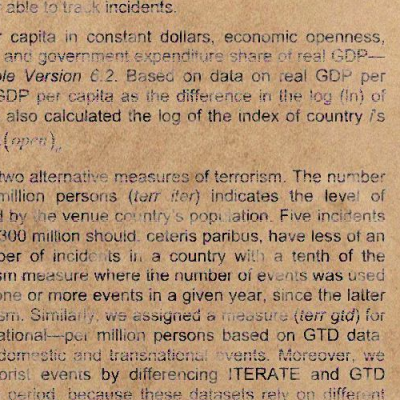 able to track incidents.
capita in constant dollars, economic openness,
and government expenditure share of real GDP—
ble Version 6.2. Based on data on real GDP per
GDP per capita as the difference in the log (ln) of
also calculated the log of the index of country i's
(open)
two alternative measures of terrorism. The number
million persons (terr iter) indicates the level of
d by the venue country's population. Five incidents
300 million should, ceteris paribus, have less of an
ber of incidents in a country with a tenth of the
sm measure where the number of events was used
one or more events in a given year, since the latter
sm. Similarly, we assigned a measure (terr gtd) for
ational—per million persons based on GTD data
domestic and transnational events. Moreover, we
orist events by differencing ITERATE and GTD
period, because these datasets rely on different